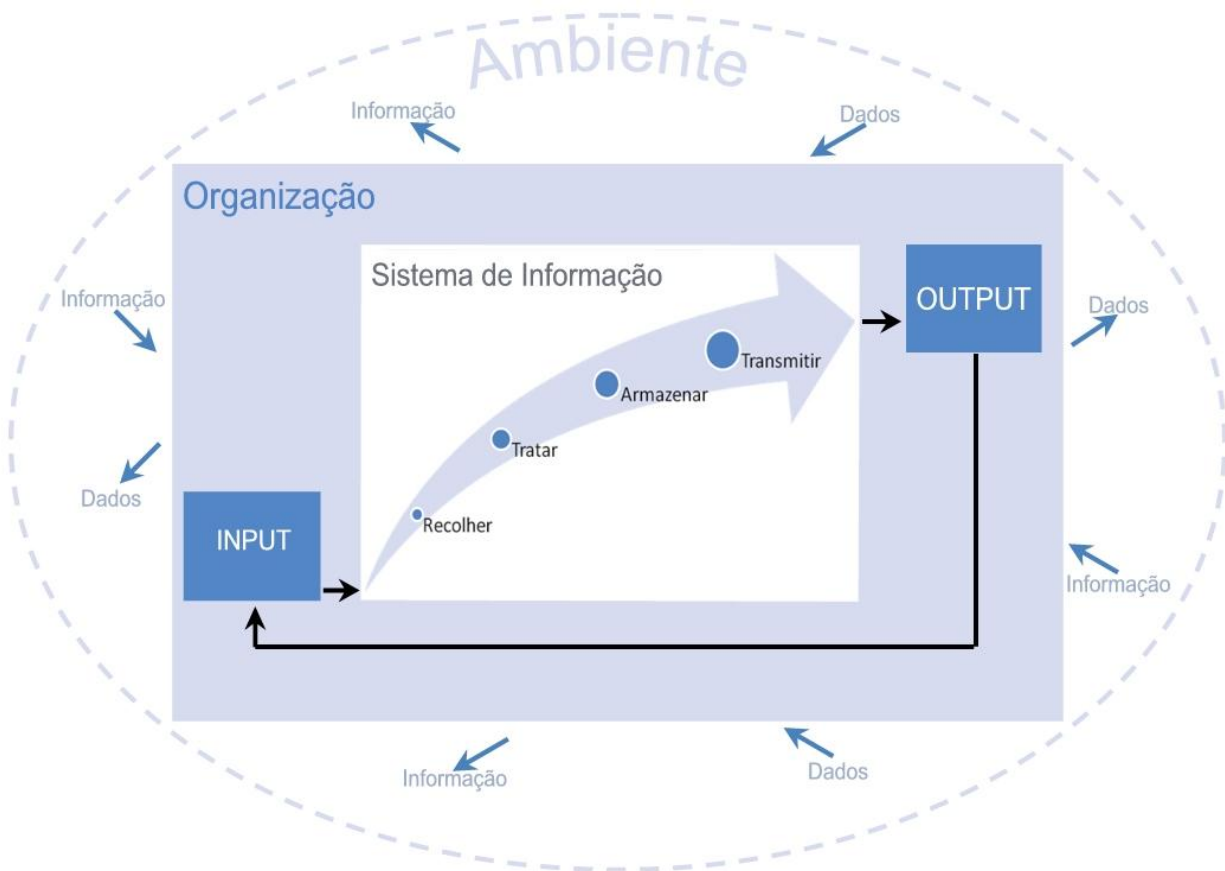 Ambiente
Informação
Dados
Organização
Sistema de Informação
OUTPUT
Informação
Dados
Transmitir
Armazenar
Tratar
Dados
Recolher
INPUT
Informação
Informação
Dados